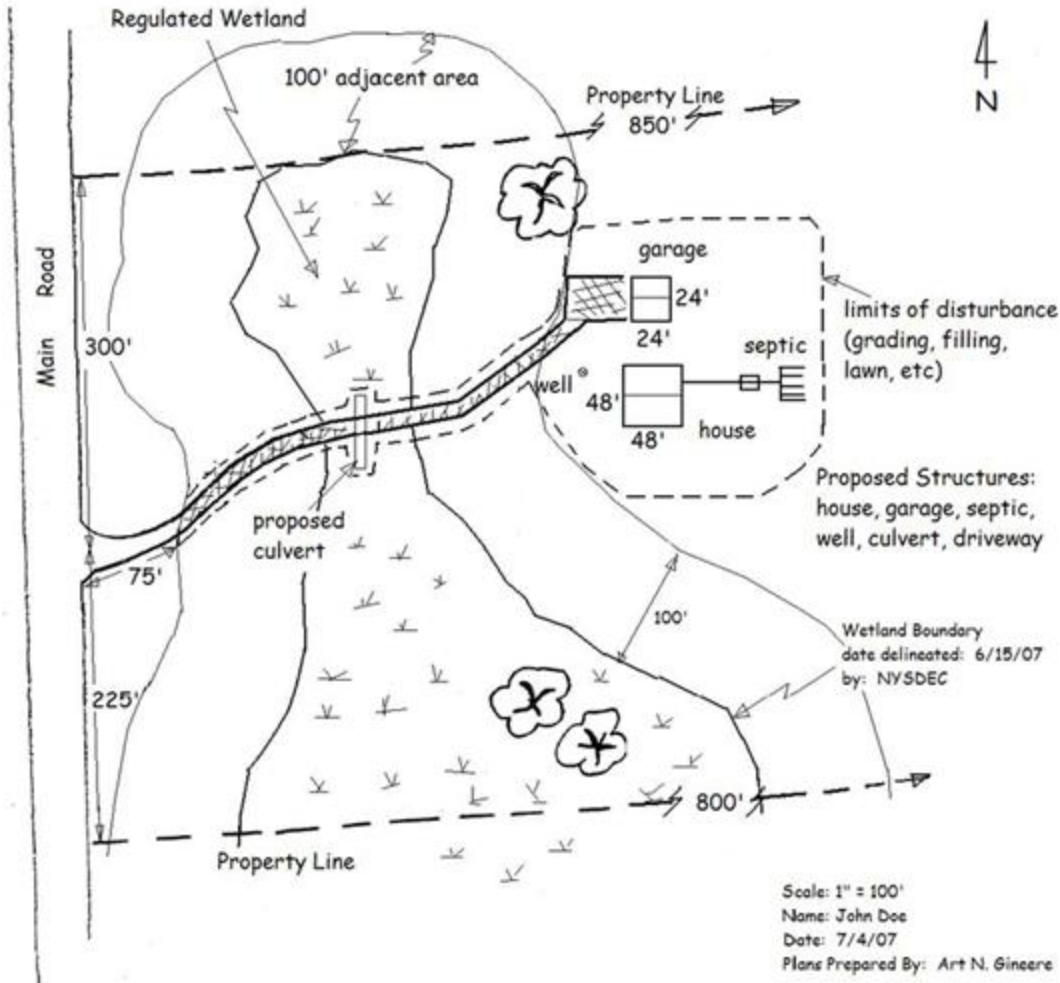 Regulated Wetland
100' adjacent area
N
Property Line
850'
Main Road
garage
24'
24'
limits of disturbance
(grading, filling,
lawn, etc)
300'
septic
well
48'
48'
house
Proposed Structures:
house, garage, septic,
well, culvert, driveway
proposed
culvert
75'
100'
Wetland Boundary
date delineated: 6/15/07
by: NYSDEC
225'
800'
Property Line
Scale: 1" = 100'
Name: John Doe
Date: 7/4/07
Plans Prepared By: Art N. Gineere